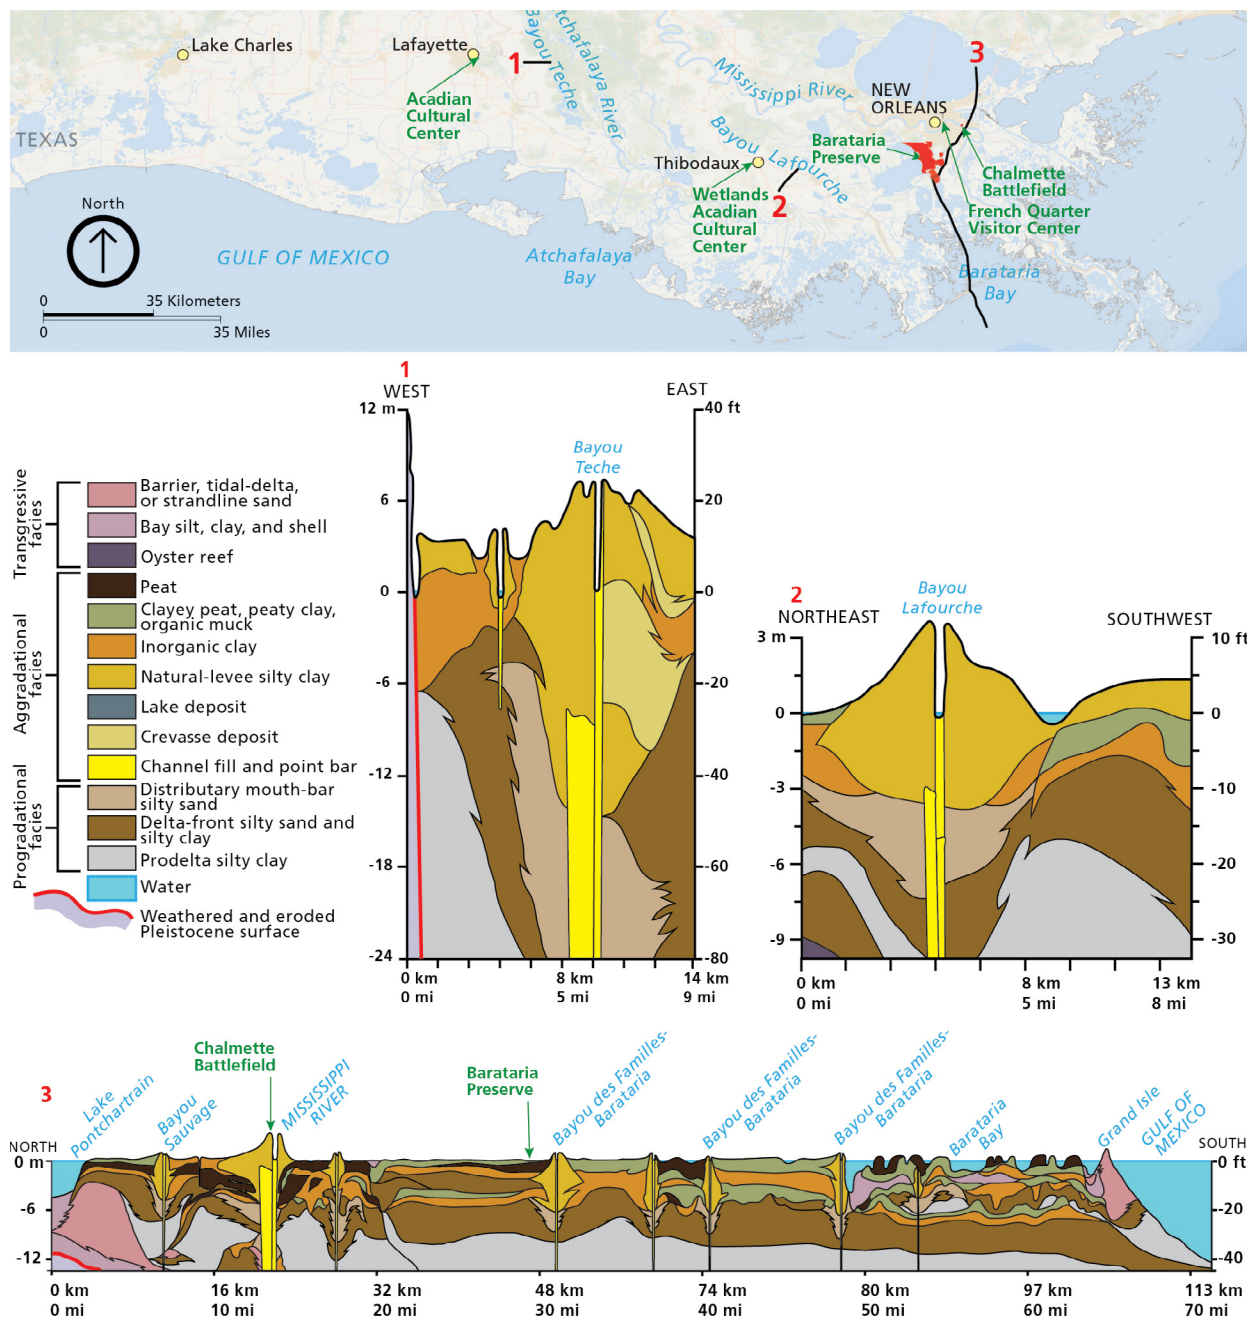 Lake Charles
Lafayette
Acadian
Cultural
Center
1
Bayou Teche
Atchafalaya River
Mississippi River
3
NEW
ORLEANS
TEXAS
Bayou Lafourche
Barataria
Preserve
Thibodaux
Chalmette
Battlefield
Wetlands
Acadian
Cultural
Center
2
French Quarter
Visitor Center
North
GULF OF MEXICO
Atchafalaya
Bay
Barataria
Bay
0 35 Kilometers
0 35 Miles
1
WEST
EAST
12 m
6
0
-6
-12
-18
-24
40 ft
20
0
-20
-40
-60
-80
Bayou
Teche
0 km 8 km 14 km
0 mi 5 mi 9 mi
Transgressive
facies
Barrier, tidal-delta,
or strandline sand
Bay silt, clay, and shell
Oyster reef
Aggradational
facies
Peat
Clayey peat, peaty clay,
organic muck
Inorganic clay
Natural-levee silty clay
Lake deposit
Crevasse deposit
Channel fill and point bar
Progradational
facies
Distributary mouth-bar
silty sand
Delta-front silty sand and
silty clay
Prodelta silty clay
Water
Weathered and eroded
Pleistocene surface
2
NORTHEAST
SOUTHWEST
Bayou
Lafourche
3 m
0
-3
-6
-9
10 ft
0
-10
-20
-30
0 km 8 km 13 km
0 mi 5 mi 8 mi
3
NORTH
SOUTH
Lake
Pontchartrain
Bayou
Sauvage
Chalmette
Battlefield
MISSISSIPPI
RIVER
Barataria
Preserve
Bayou des Familles-
Barataria
Bayou des Familles-
Barataria
Bayou des Familles-
Barataria
Barataria
Bay
Grand Isle
GULF OF
MEXICO
0 m
-6
-12
0 ft
-20
-40
0 km 16 km 32 km 48 km 74 km 80 km 97 km 113 km
0 mi 10 mi 20 mi 30 mi 40 mi 50 mi 60 mi 70 mi